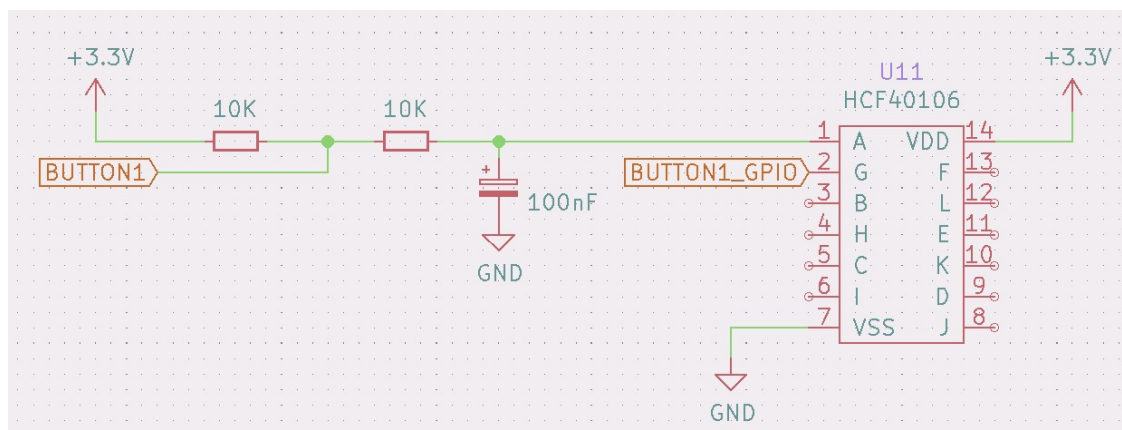 +3.3V
10K
10K
BUTTON1
+
100nF
GND
U11
HCF40106
+3.3V
BUTTON1_GPIO
1 A VDD 14
2 G F 13
3 B L 12
4 H E 11
5 C K 10
6 I D 9
7 VSS J 8
GND